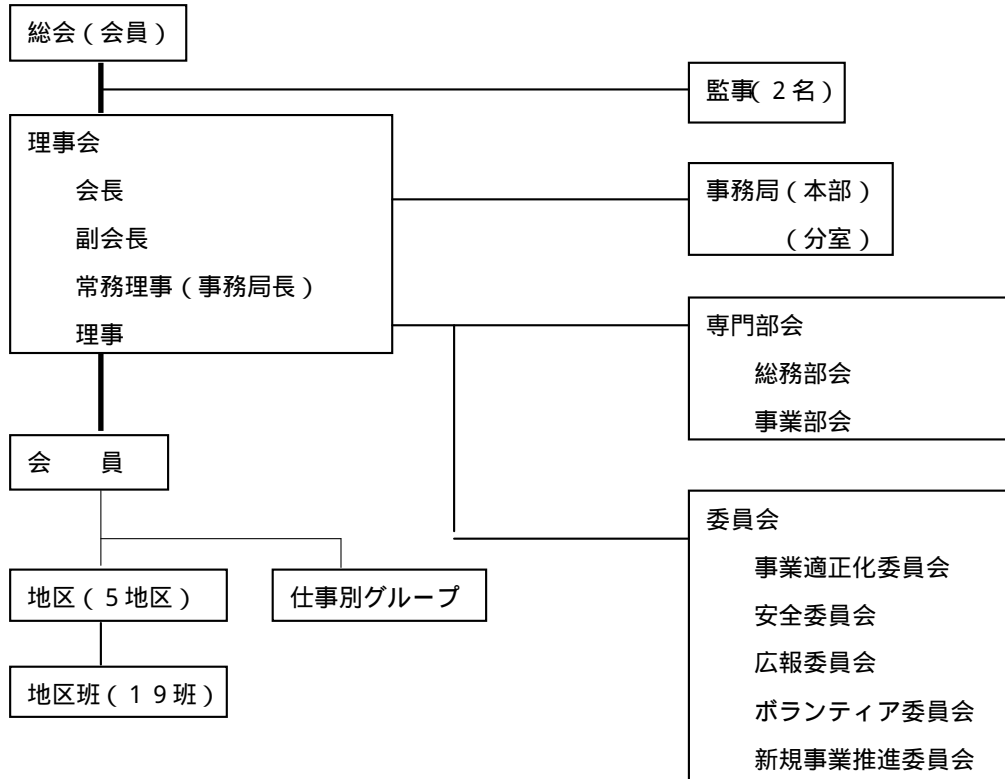 総会（会員）
監事（２名）
理事会
会長
副会長
常務理事（事務局長）
理事
事務局（本部）
（分室）
専門部会
総務部会
事業部会
会　員
委員会
事業適正化委員会
安全委員会
広報委員会
ボランティア委員会
新規事業推進委員会
地区（５地区）
仕事別グループ
地区班（１９班）